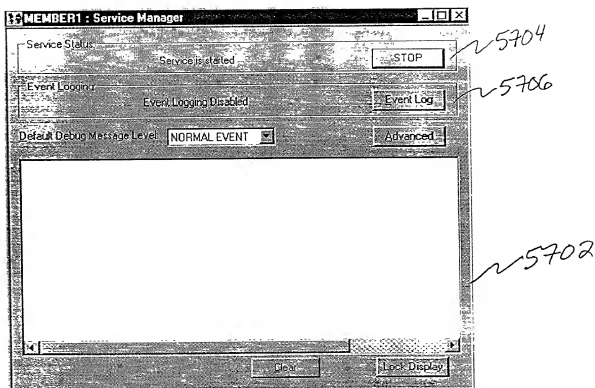 MEMBER1 : Service Manager
Service Status
Service is started
STOP
5704
Event Logging
Event Logging Disabled
Event Log
5706
Default Debug Message Level
NORMAL EVENT
Advanced
5702
Clear
Lock Display